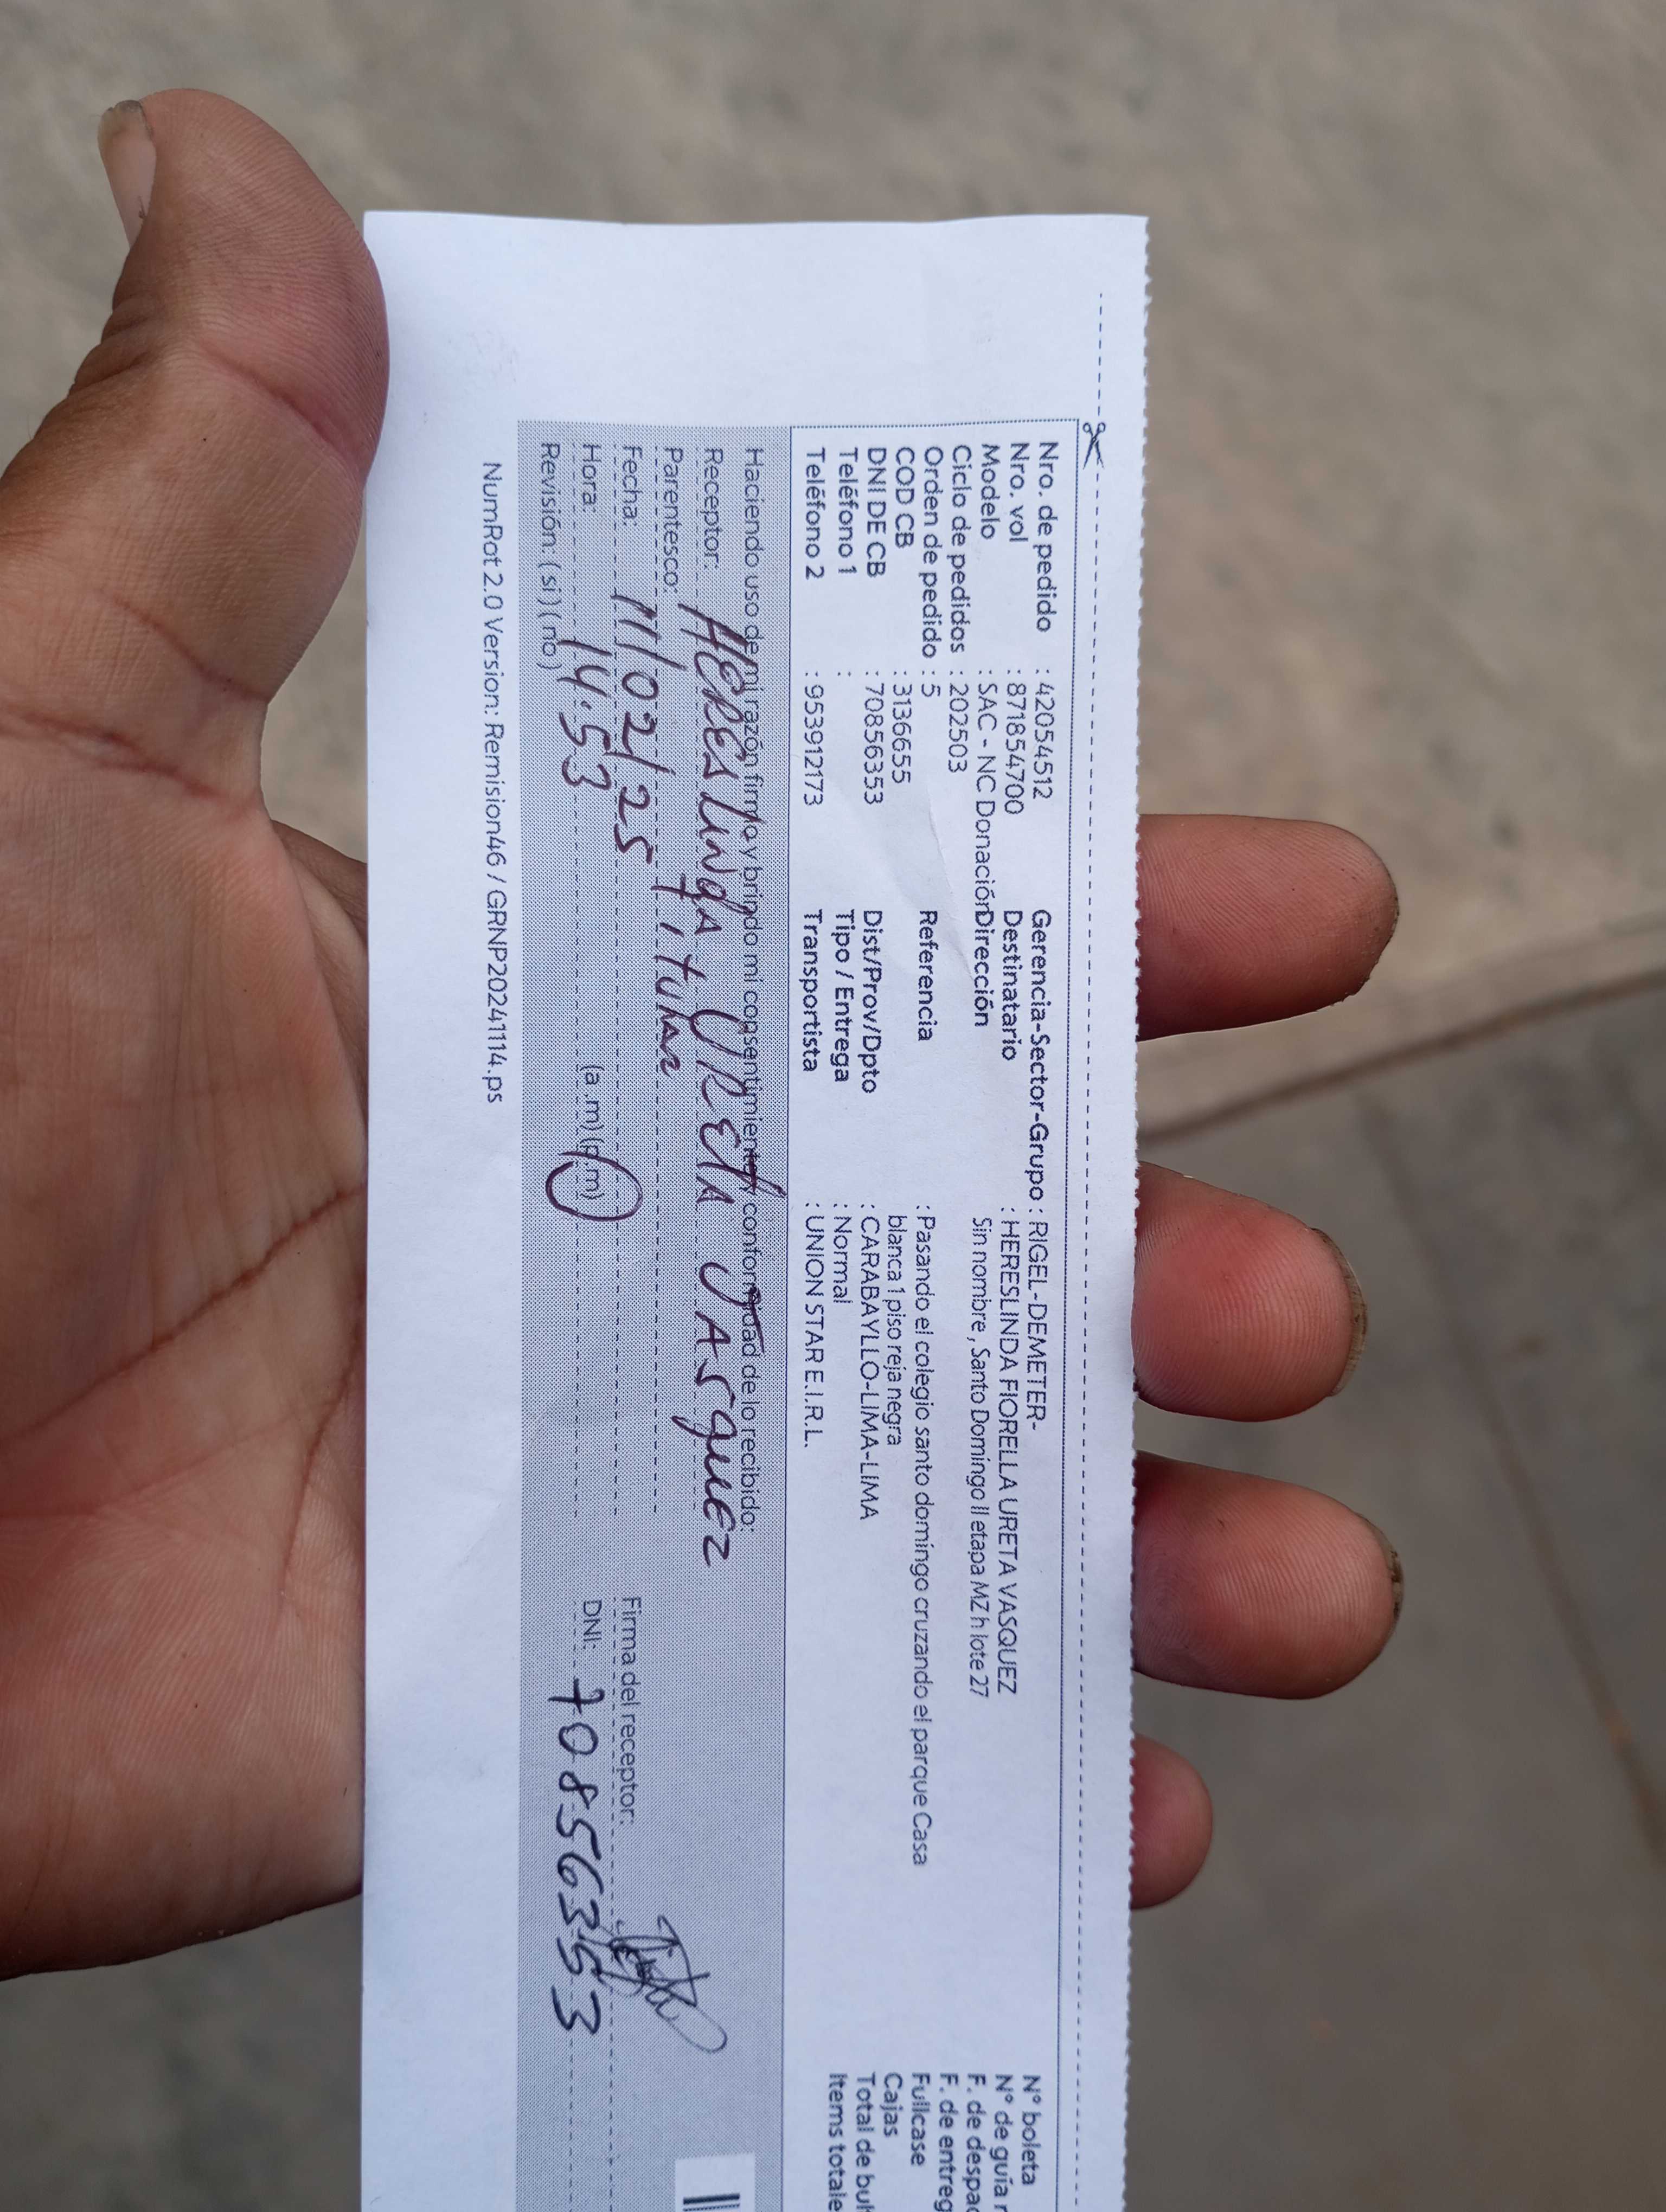 Nro. de pedido : 42054512
Nro. vol : 871854700
Modelo : SAC - NC Donación
Ciclo de pedidos : 202503
Orden de pedido : 5
COD CB : 3136655
DNI DE CB : 70856353
Teléfono 1 :
Teléfono 2 : 953912173
Gerencia-Sector-Grupo : RIGEL-DEMETER-
Destinatario : HERESLINDA FIORELLA URETA VASQUEZ
Dirección Sin nombre , Santo Domingo II etapa MZ h lote 27
Referencia : Pasando el colegio santo domingo cruzando el parque Casa
blanca 1 piso reja negra
Dist/Prov/Dpto : CARABAYLLO-LIMA-LIMA
Tipo / Entrega : Normal
Transportista : UNION STAR E.I.R.L.
N° boleta
N° de guía r
F. de despac
F. de entreg
Fullcase
Cajas
Total de bul
Items totale
Haciendo uso de mi razón firmo y brindo mi consentimiento y conformidad de lo recibido:
Receptor: HERESLINDA URETA VASQUEZ
Parentesco: Titular
Fecha: 11/02/25
Hora: 14:53 (a.m) (p.m)
Revisión: ( si ) ( no )
Firma del receptor:
DNI: 70856353
NumRot 2.0 Version: Remision46 / GRNP20241114.ps